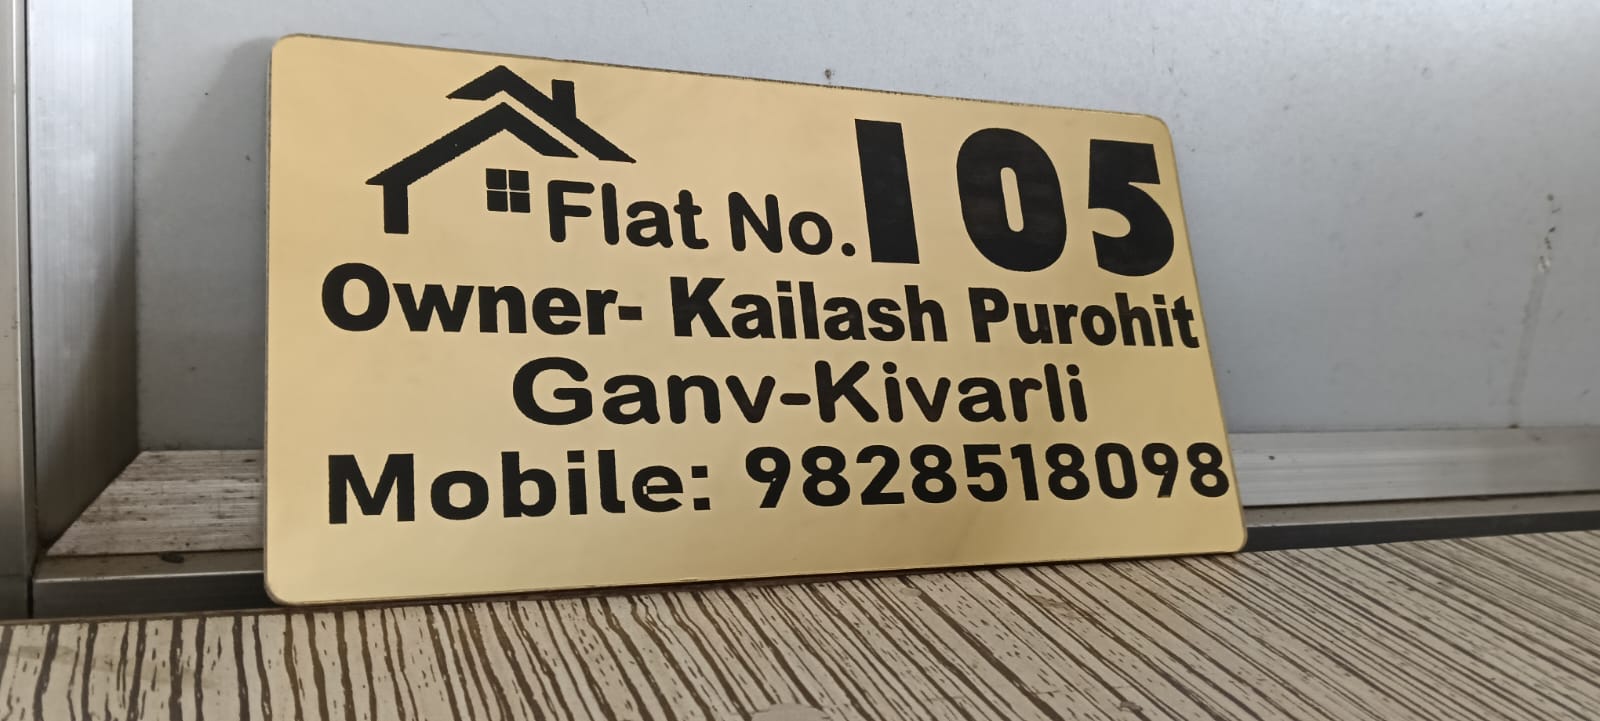 Flat No. 105
Owner- Kailash Purohit
Ganv-Kivarli
Mobile: 9828518098